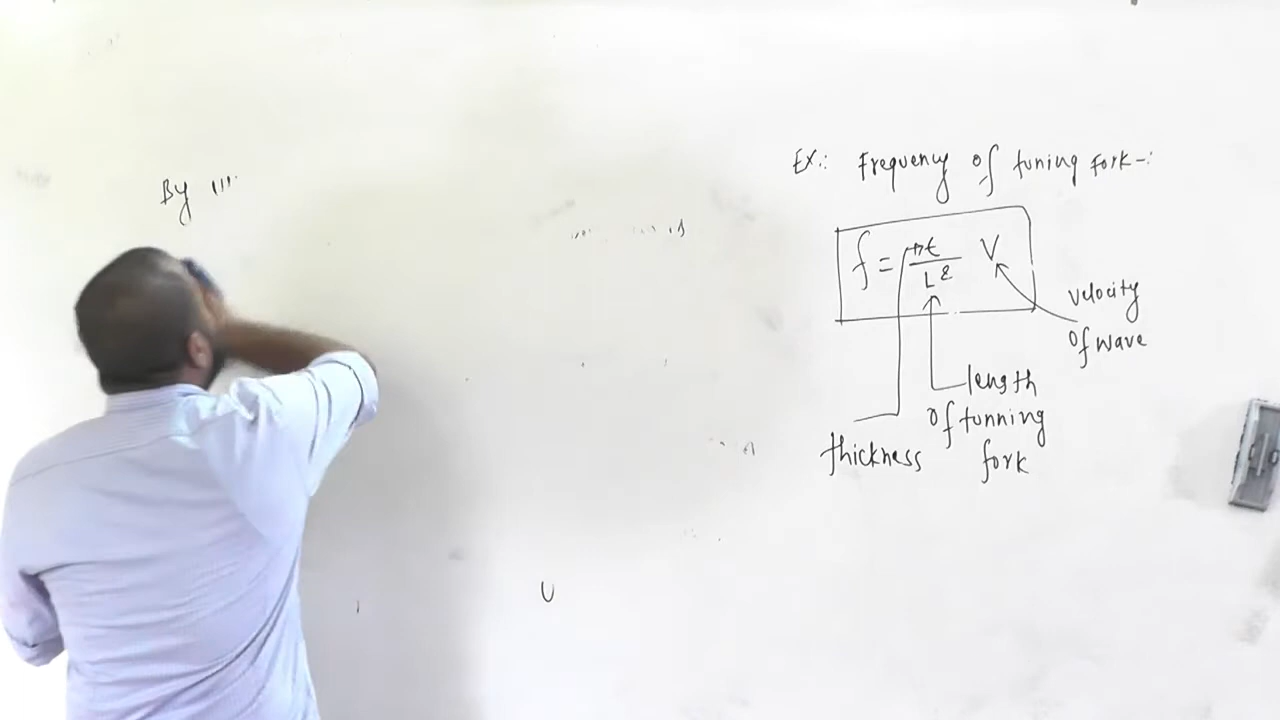 By
Ex.: Frequency of tuning fork-:
f = nt/L² V
velocity
of wave
length
of tunning
fork
thickness
U